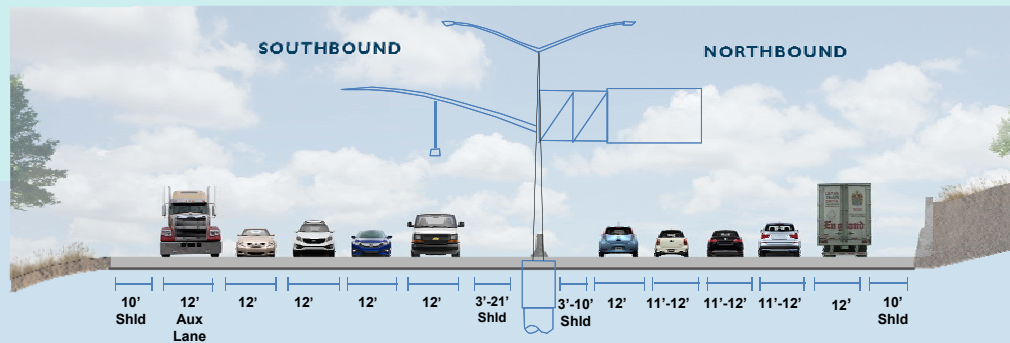 SOUTHBOUND
NORTHBOUND
England
10’ Shld
12’ Aux Lane
12’
12’
12’
12’
3’-21’ Shld
3’-10’ Shld
12’
11’-12’
11’-12’
11’-12’
12’
10’ Shld